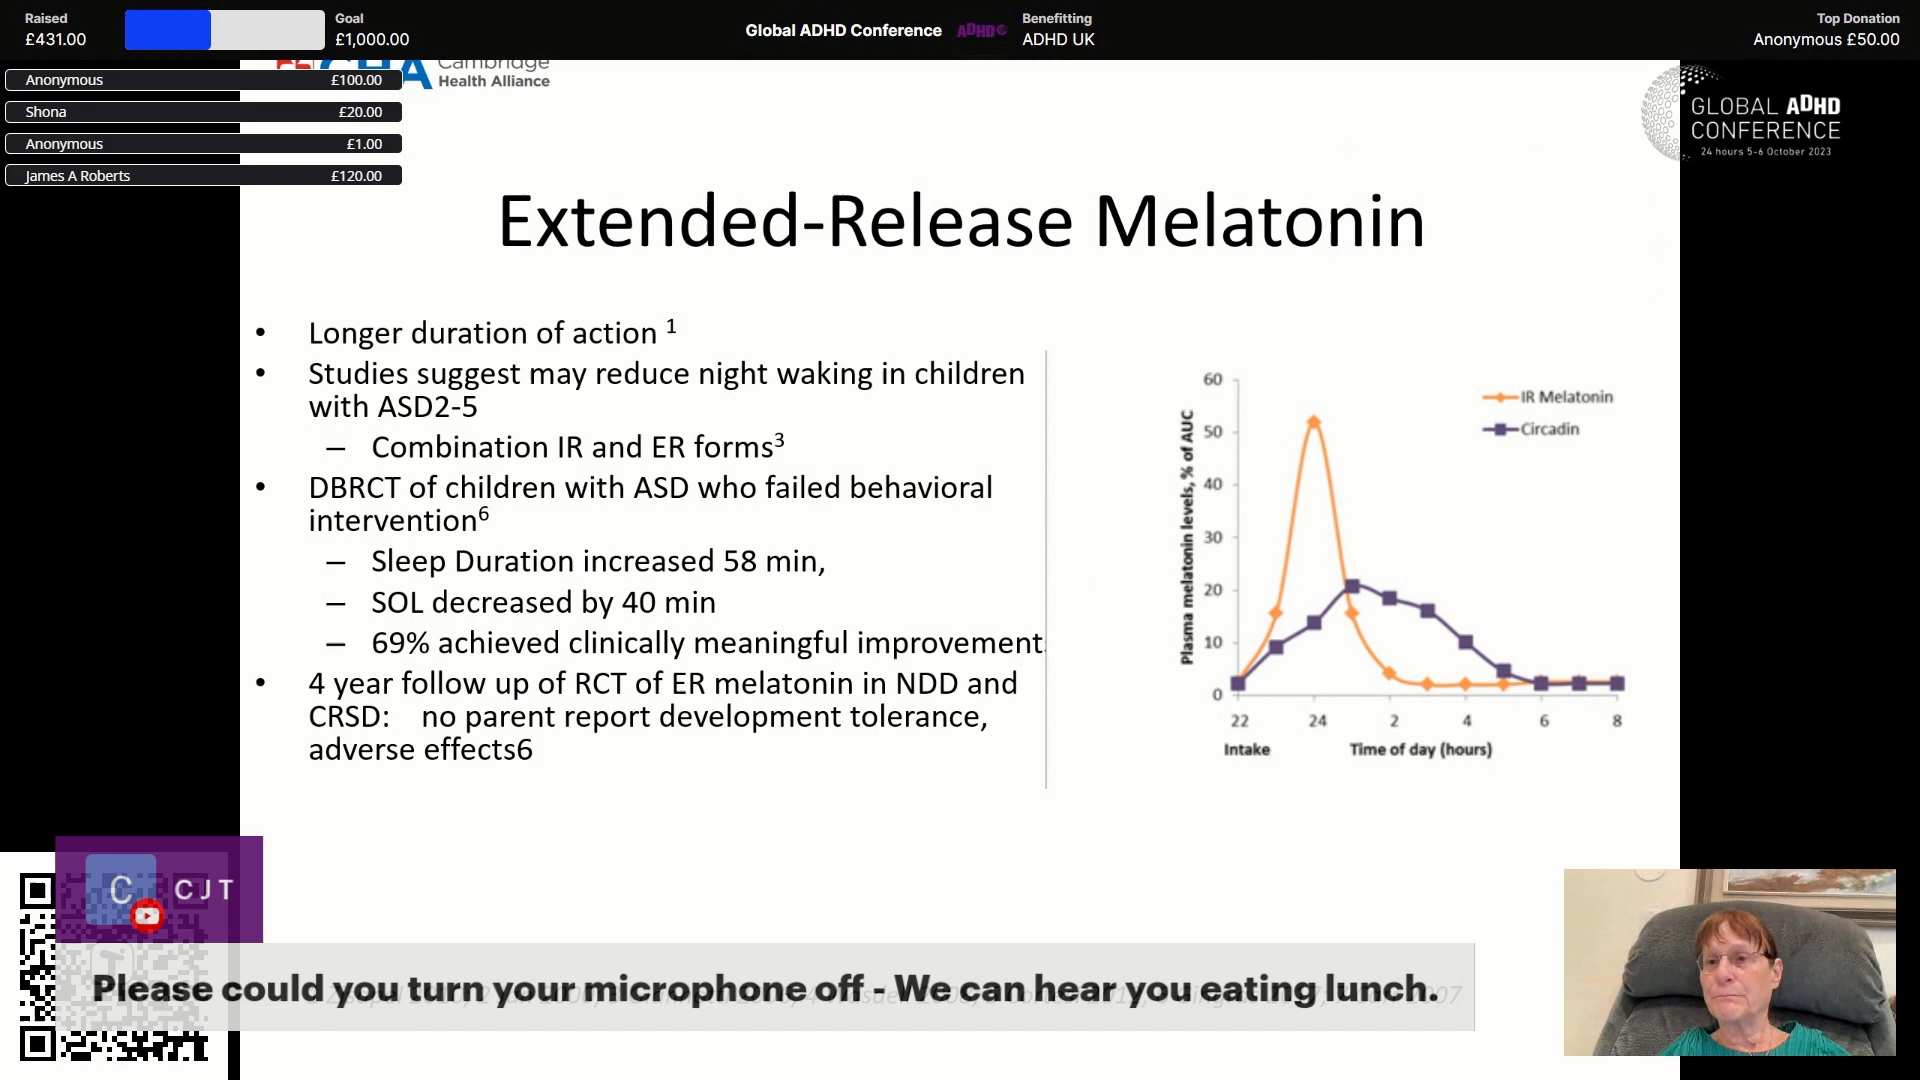 Raised
£431.00
Goal
£1,000.00
Global ADHD Conference
ADHD
Benefitting
ADHD UK
Top Donation
Anonymous £50.00
Anonymous £100.00
Shona £20.00
Anonymous £1.00
James A Roberts £120.00
CHA
Cambridge
Health Alliance
GLOBAL ADHD
CONFERENCE
24 hours 5-6 October 2023
Extended-Release Melatonin
• Longer duration of action 1
• Studies suggest may reduce night waking in children
with ASD2-5
– Combination IR and ER forms3
• DBRCT of children with ASD who failed behavioral
intervention6
– Sleep Duration increased 58 min,
– SOL decreased by 40 min
– 69% achieved clinically meaningful improvement
• 4 year follow up of RCT of ER melatonin in NDD and
CRSD: no parent report development tolerance,
adverse effects6
Plasma melatonin levels, % of AUC
60
50
40
30
20
10
0
IR Melatonin
Circadin
22 24 2 4 6 8
Intake Time of day (hours)
C CJT
Please could you turn your microphone off - We can hear you eating lunch.